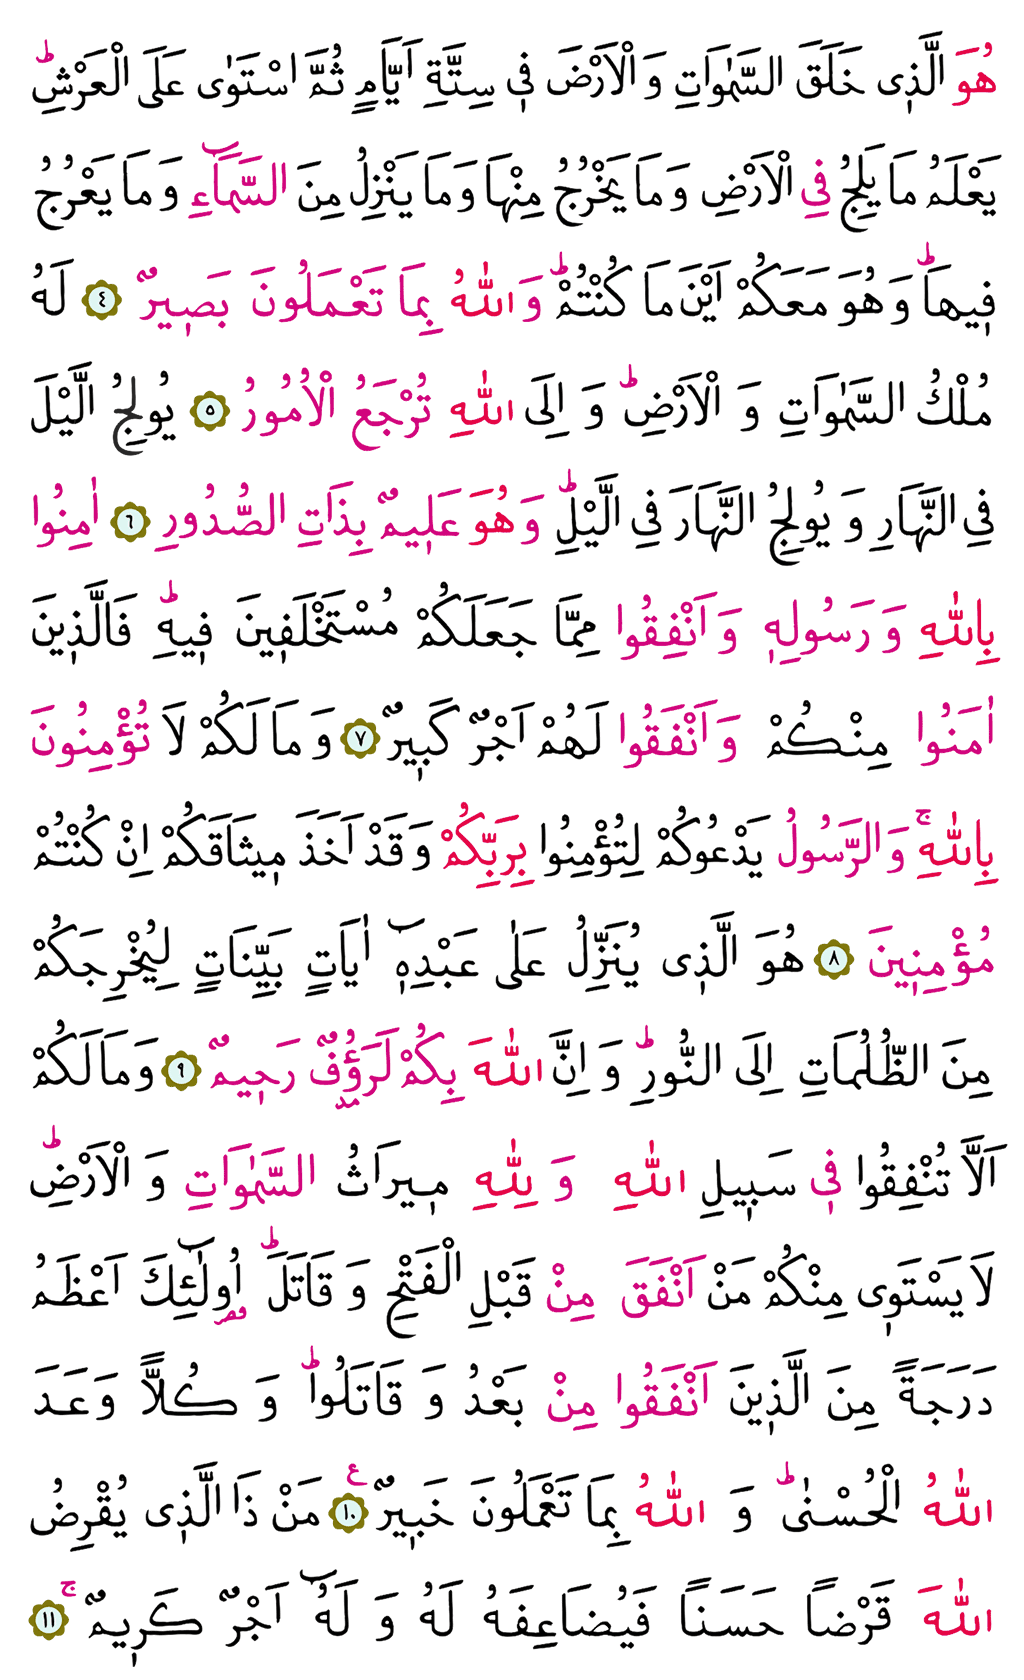 هُوَ الَّذ۪ي خَلَقَ السَّمٰوَاتِ وَ الْاَرْضَ ف۪ي سِتَّةِ اَيَّامٍ ثُمَّ اسْتَوٰى عَلَى الْعَرْشِۜ
يَعْلَمُ مَا يَلِجُ فِي الْاَرْضِ وَ مَا يَخْرُجُ مِنْهَا وَ مَا يَنْزِلُ مِنَ السَّمَٓاءِ وَ مَا يَعْرُجُ
ف۪يهَاۜ وَ هُوَ مَعَكُمْ اَيْنَ مَا كُنْتُمْۜ وَ اللّٰهُ بِمَا تَعْمَلُونَ بَص۪يرٌ ٤ لَهُ
مُلْكُ السَّمٰوَاتِ وَ الْاَرْضِۜ وَ اِلَى اللّٰهِ تُرْجَعُ الْاُمُورُ ٥ يُولِجُ الَّيْلَ
فِي النَّهَارِ وَ يُولِجُ النَّهَارَ فِي الَّيْلِۜ وَ هُوَ عَل۪يمٌ بِذَاتِ الصُّدُورِ ٦ اٰمِنُوا
بِاللّٰهِ وَ رَسُولِه۪ وَ اَنْفِقُوا مِمَّا جَعَلَكُمْ مُسْتَخْلَف۪ينَ ف۪يهِۜ فَالَّذ۪ينَ
اٰمَنُوا مِنْكُمْ وَ اَنْفَقُوا لَهُمْ اَجْرٌ كَب۪يرٌ ٧ وَ مَا لَكُمْ لَا تُؤْمِنُونَ
بِاللّٰهِۚ وَ الرَّسُولُ يَدْعُوكُمْ لِتُؤْمِنُوا بِرَبِّكُمْ وَ قَدْ اَخَذَ م۪يثَاقَكُمْ اِنْ كُنْتُمْ
مُؤْمِن۪ينَ ٨ هُوَ الَّذ۪ي يُنَزِّلُ عَلٰى عَبْدِه۪ٓ اٰيَاتٍ بَيِّنَاتٍ لِيُخْرِجَكُمْ
مِنَ الظُّلُمَاتِ اِلَى النُّورِۜ وَ اِنَّ اللّٰهَ بِكُمْ لَرَؤُ۫فٌ رَح۪يمٌ ٩ وَ مَا لَكُمْ
اَلَّا تُنْفِقُوا ف۪ي سَب۪يلِ اللّٰهِ وَ لِلّٰهِ م۪يرَاثُ السَّمٰوَاتِ وَ الْاَرْضِۜ
لَا يَسْتَو۪ي مِنْكُمْ مَنْ اَنْفَقَ مِنْ قَبْلِ الْفَتْحِ وَ قَاتَلَۜ اُو۬لٰٓئِكَ اَعْظَمُ
دَرَجَةً مِنَ الَّذ۪ينَ اَنْفَقُوا مِنْ بَعْدُ وَ قَاتَلُواۜ وَ كُلًّا وَعَدَ
اللّٰهُ الْحُسْنٰىۜ وَ اللّٰهُ بِمَا تَعْمَلُونَ خَب۪يرٌ ع ١٠ مَنْ ذَا الَّذ۪ي يُقْرِضُ
اللّٰهَ قَرْضًا حَسَنًا فَيُضَاعِفَهُ لَهُ وَ لَهُٓ اَجْرٌ كَر۪يمٌۚ ١١